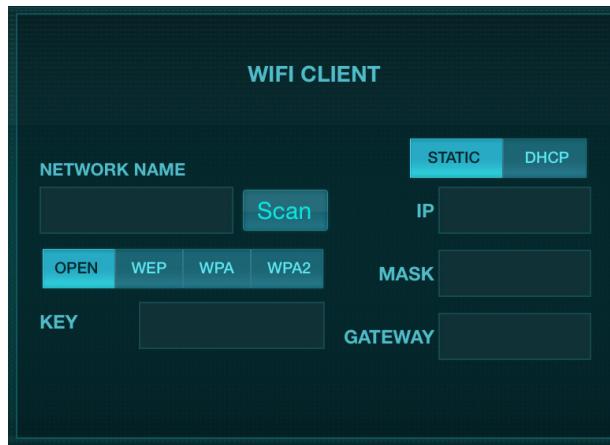 WIFI CLIENT
STATIC DHCP
NETWORK NAME
Scan
IP
OPEN WEP WPA WPA2
MASK
KEY
GATEWAY